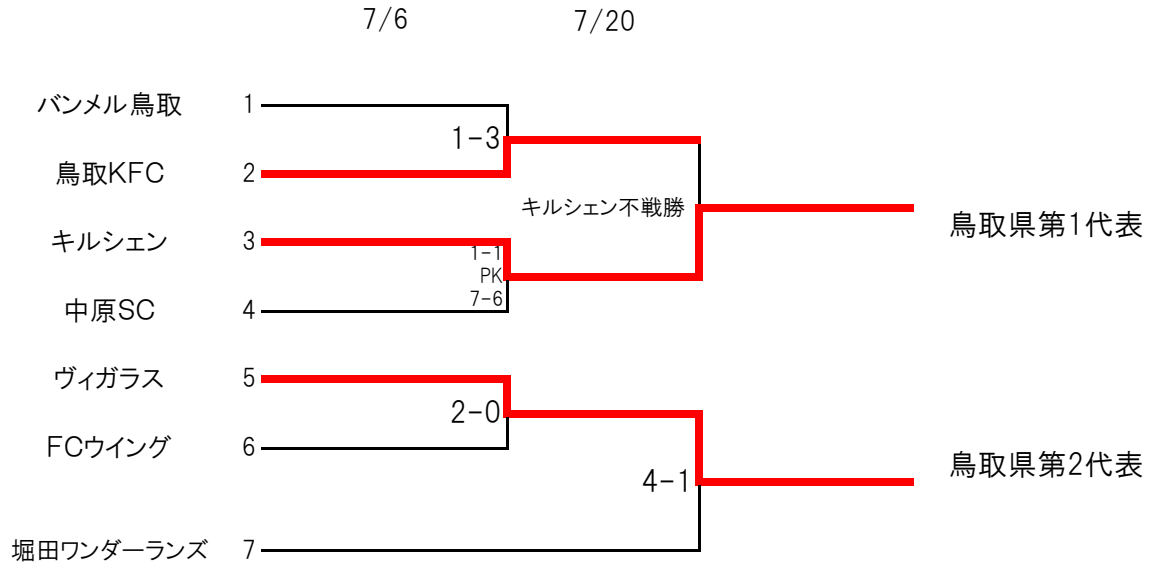 7/6 7/20
バンメル鳥取 1
1-3
鳥取KFC 2
キルシェン不戦勝
鳥取県第1代表
キルシェン 3
1-1
PK
7-6
中原SC 4
ヴィガラス 5
2-0
FCウイング 6
鳥取県第2代表
4-1
堀田ワンダーランズ 7